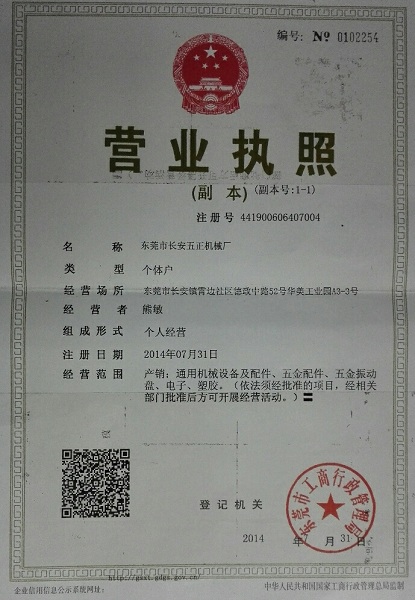 编号: № 0102254
营业执照
(副 本) (副本号:1-1)
注册号 441900606407004
名 称 东莞市长安五正机械厂
类 型 个体户
经营场所 东莞市长安镇霄边社区德政中路52号华美工业园A3-3号
经 营 者 熊敏
组成形式 个人经营
注册日期 2014年07月31日
经营范围 产销：通用机械设备及配件、五金配件、五金振动
盘、电子、塑胶。（依法须经批准的项目，经相关
部门批准后方可开展经营活动。）〓
登记机关
东莞市工商行政管理局
2014 年7 月 31 日
http://gsxt.gdgs.gov.cn/
企业信用信息公示系统网址:
中华人民共和国国家工商行政管理总局监制